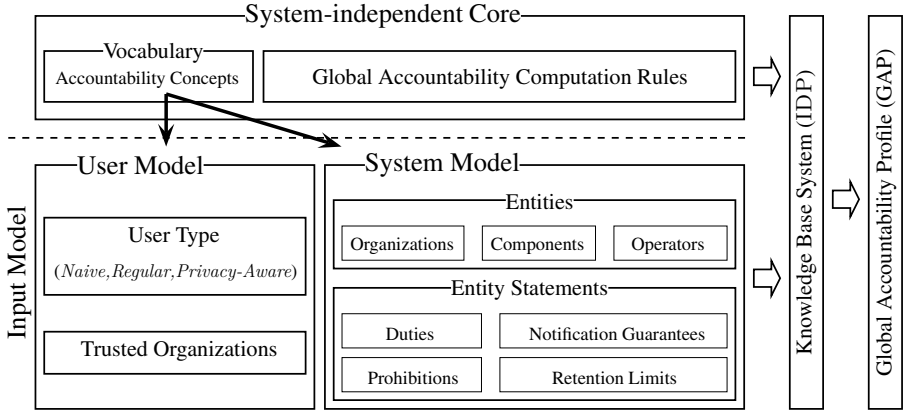 System-independent Core
Vocabulary
Accountability Concepts
Global Accountability Computation Rules
Input Model
User Model
User Type
(Naive,Regular,Privacy-Aware)
Trusted Organizations
System Model
Entities
Organizations
Components
Operators
Entity Statements
Duties
Notification Guarantees
Prohibitions
Retention Limits
Knowledge Base System (IDP)
Global Accountability Profile (GAP)